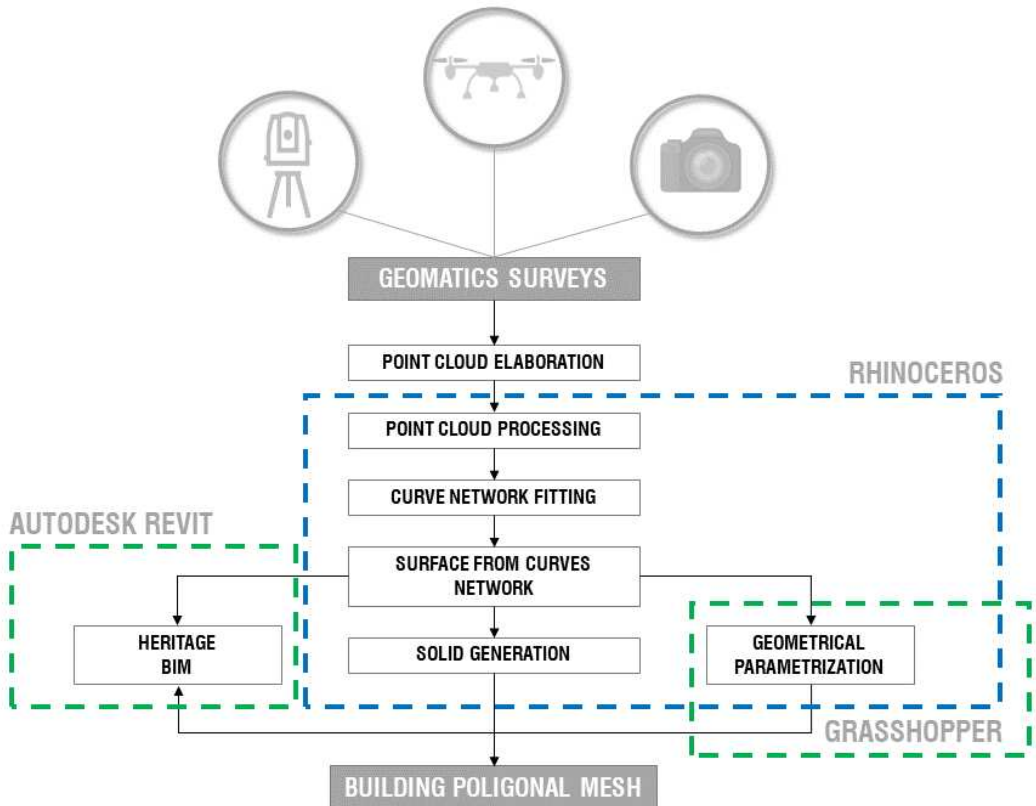 GEOMATICS SURVEYS
POINT CLOUD ELABORATION
RHINOCEROS
POINT CLOUD PROCESSING
CURVE NETWORK FITTING
AUTODESK REVIT
SURFACE FROM CURVES
NETWORK
HERITAGE
BIM
SOLID GENERATION
GEOMETRICAL
PARAMETRIZATION
GRASSHOPPER
BUILDING POLIGONAL MESH